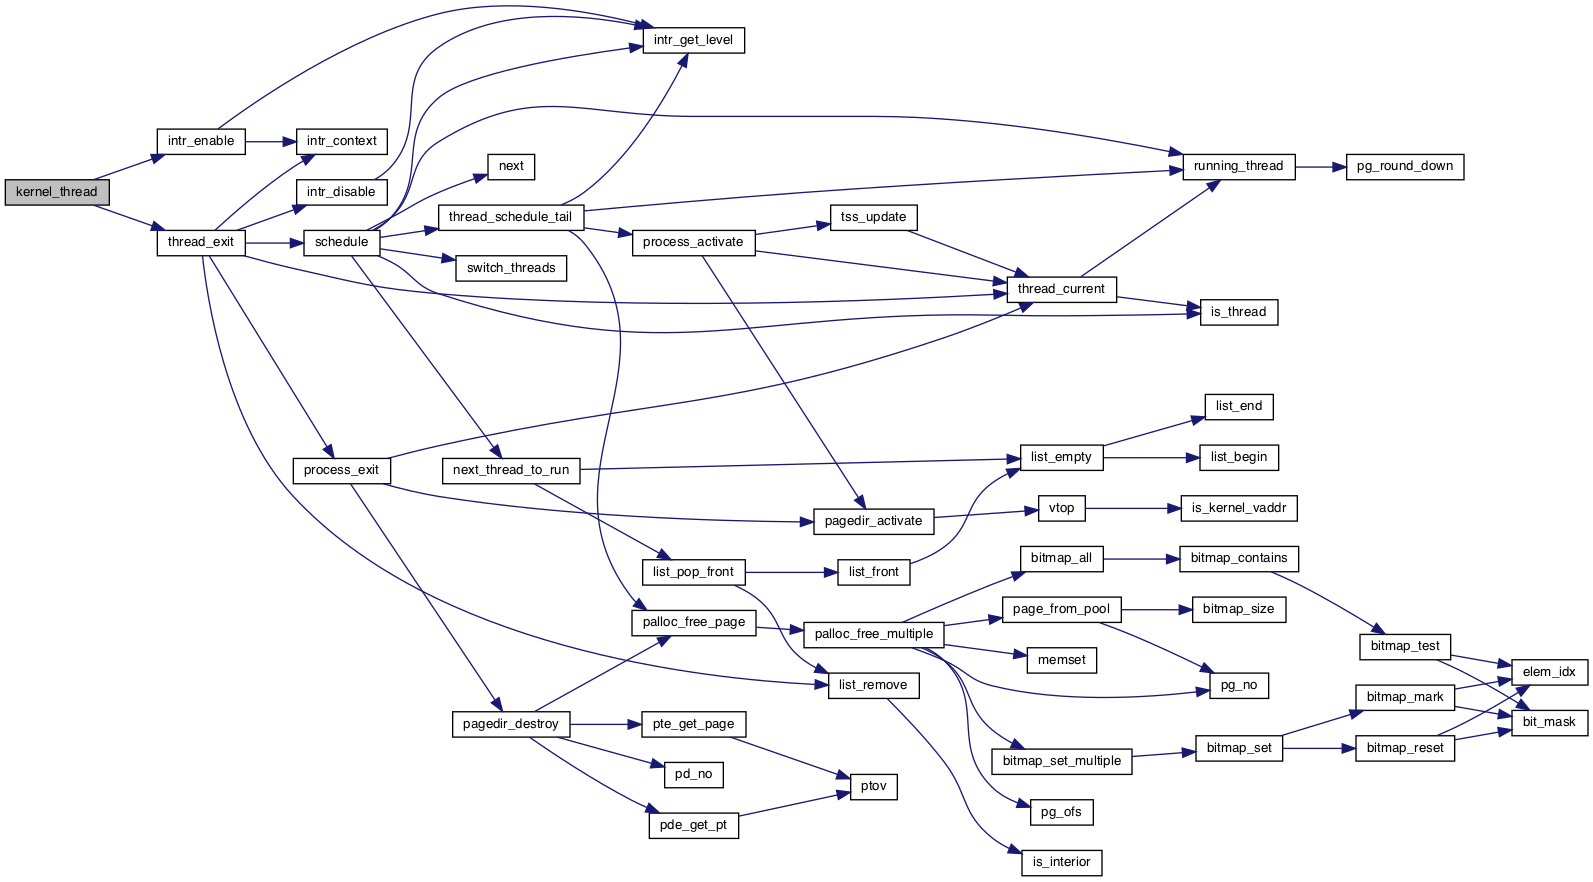 kernel_thread
intr_enable
thread_exit
intr_context
intr_disable
schedule
process_exit
next
thread_schedule_tail
switch_threads
next_thread_to_run
pagedir_destroy
intr_get_level
process_activate
list_pop_front
palloc_free_page
pte_get_page
pd_no
pde_get_pt
tss_update
pagedir_activate
list_front
palloc_free_multiple
list_remove
ptov
thread_current
list_empty
vtop
bitmap_all
page_from_pool
memset
bitmap_set_multiple
pg_ofs
is_interior
running_thread
is_thread
list_end
list_begin
is_kernel_vaddr
bitmap_contains
bitmap_size
pg_no
bitmap_set
pg_round_down
bitmap_test
bitmap_mark
bitmap_reset
elem_idx
bit_mask